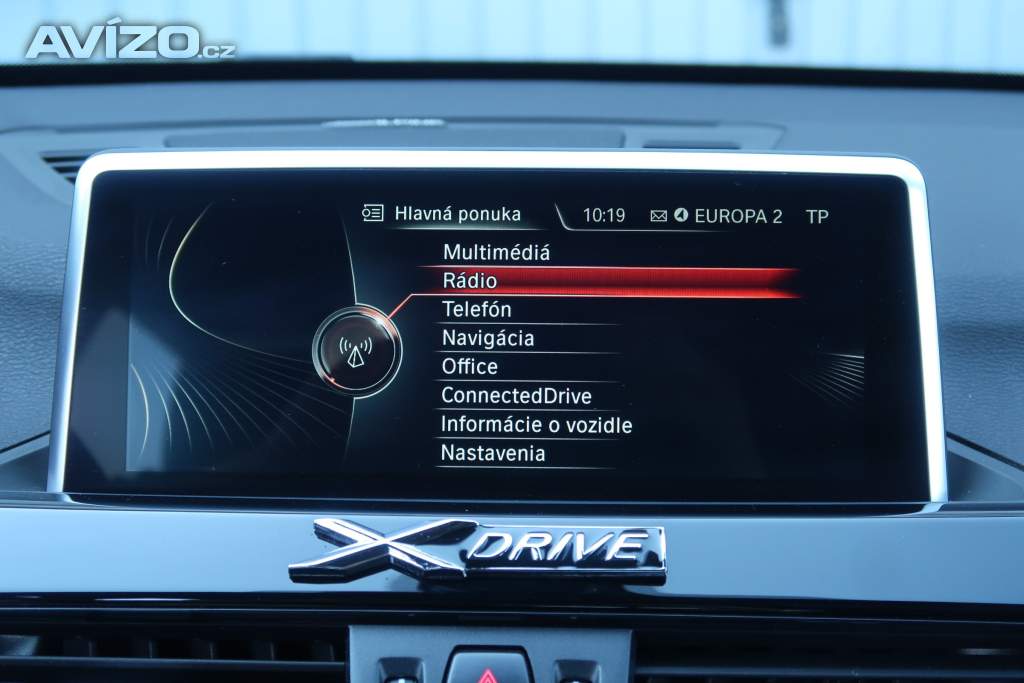 AVÍZO.cz
Hlavná ponuka 10:19 EUROPA 2 TP
Multimédiá
Rádio
Telefón
Navigácia
Office
ConnectedDrive
Informácie o vozidle
Nastavenia
XDRIVE